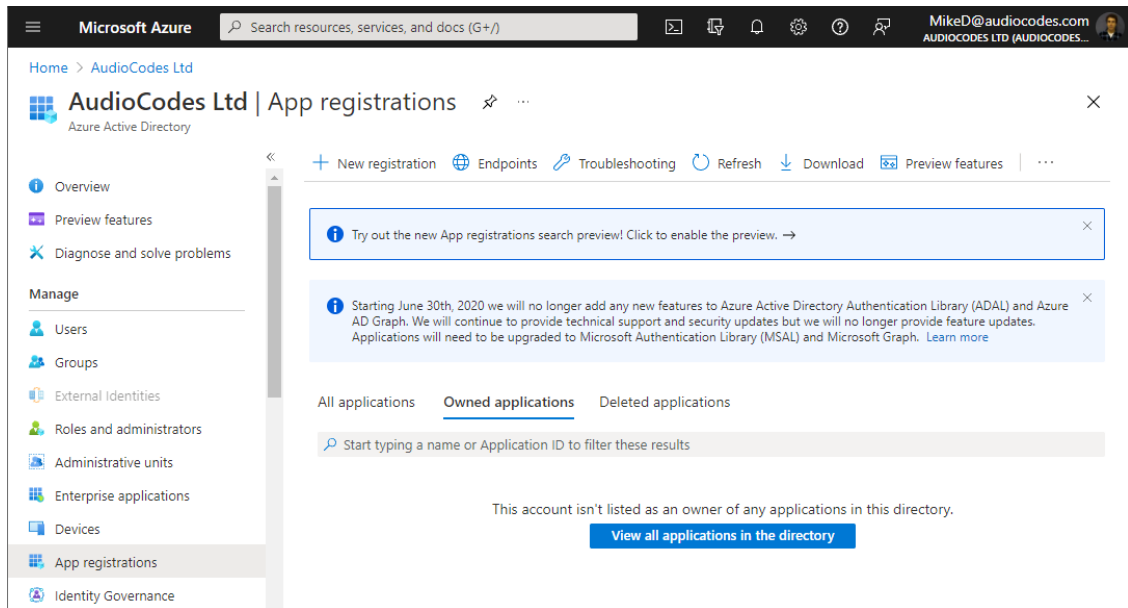 Microsoft Azure
Search resources, services, and docs (G+/)
MikeD@audiocodes.com
AUDIOCODES LTD (AUDIOCODES...
Home > AudioCodes Ltd
AudioCodes Ltd | App registrations
Azure Active Directory
New registration
Endpoints
Troubleshooting
Refresh
Download
Preview features
Overview
Preview features
Diagnose and solve problems
Manage
Users
Groups
External Identities
Roles and administrators
Administrative units
Enterprise applications
Devices
App registrations
Identity Governance
Try out the new App registrations search preview! Click to enable the preview. →
Starting June 30th, 2020 we will no longer add any new features to Azure Active Directory Authentication Library (ADAL) and Azure
AD Graph. We will continue to provide technical support and security updates but we will no longer provide feature updates.
Applications will need to be upgraded to Microsoft Authentication Library (MSAL) and Microsoft Graph. Learn more
All applications
Owned applications
Deleted applications
Start typing a name or Application ID to filter these results
This account isn't listed as an owner of any applications in this directory.
View all applications in the directory